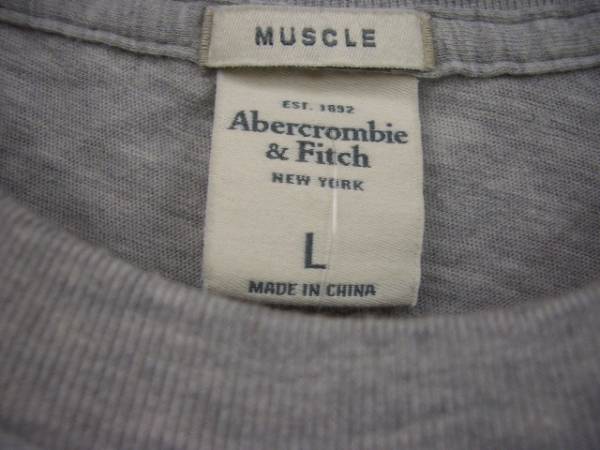 MUSCLE
EST. 1892
Abercrombie
& Fitch
NEW YORK
L
MADE IN CHINA